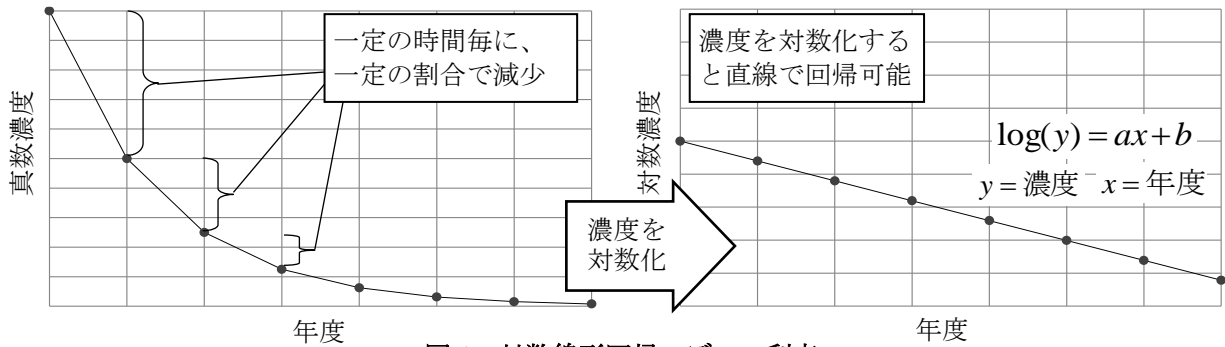 一定の時間毎に、
一定の割合で減少
真数濃度
年度
濃度を
対数化
濃度を対数化する
と直線で回帰可能
対数濃度
log(y) = ax + b
y = 濃度 x = 年度
年度